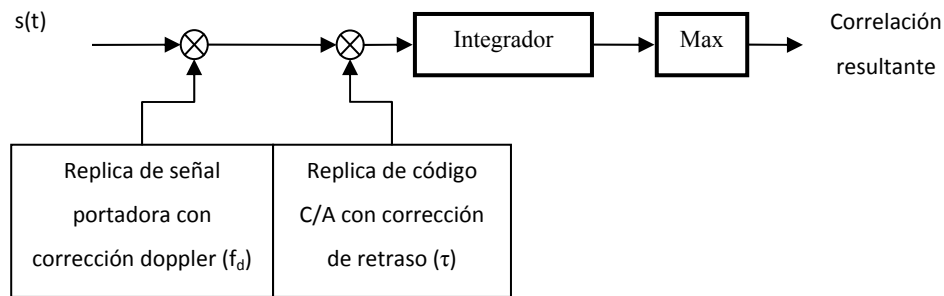 s(t)
Integrador
Max
Correlación
resultante
Replica de señal
portadora con
corrección doppler (fd)
Replica de código
C/A con corrección
de retraso (τ)